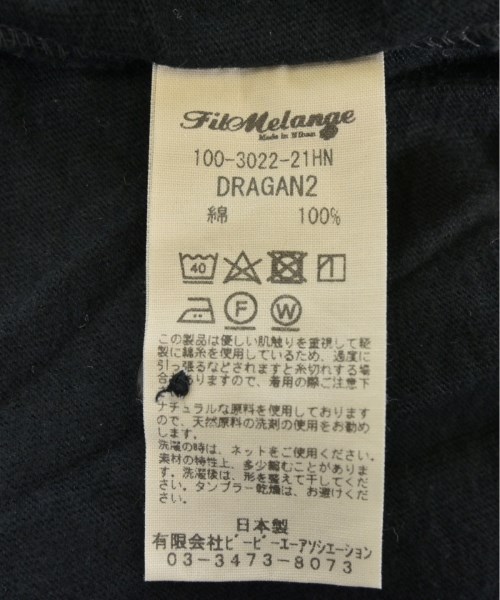 FilMelange
Made in Nihon
100-3022-21HN
DRAGAN2
綿 100%
40
F W
この製品は優しい肌触りを重視して縫
製に綿糸を使用しているため、過度に
引っ張るなどされますと糸切れする場
合がありますので、着用の際ご注意下
ナチュラルな原料を使用しております
ので、天然原料の洗剤の使用をお勧め
します。
洗濯の時は、ネットをご使用ください。
素材の特性上、多少縮むことがありま
す。洗濯後は、形を整えて干してくださ
い。タンブラー乾燥は、お避けくだ
さい。
日本製
有限会社ビーピーエーアソシエーション
03-3473-8073